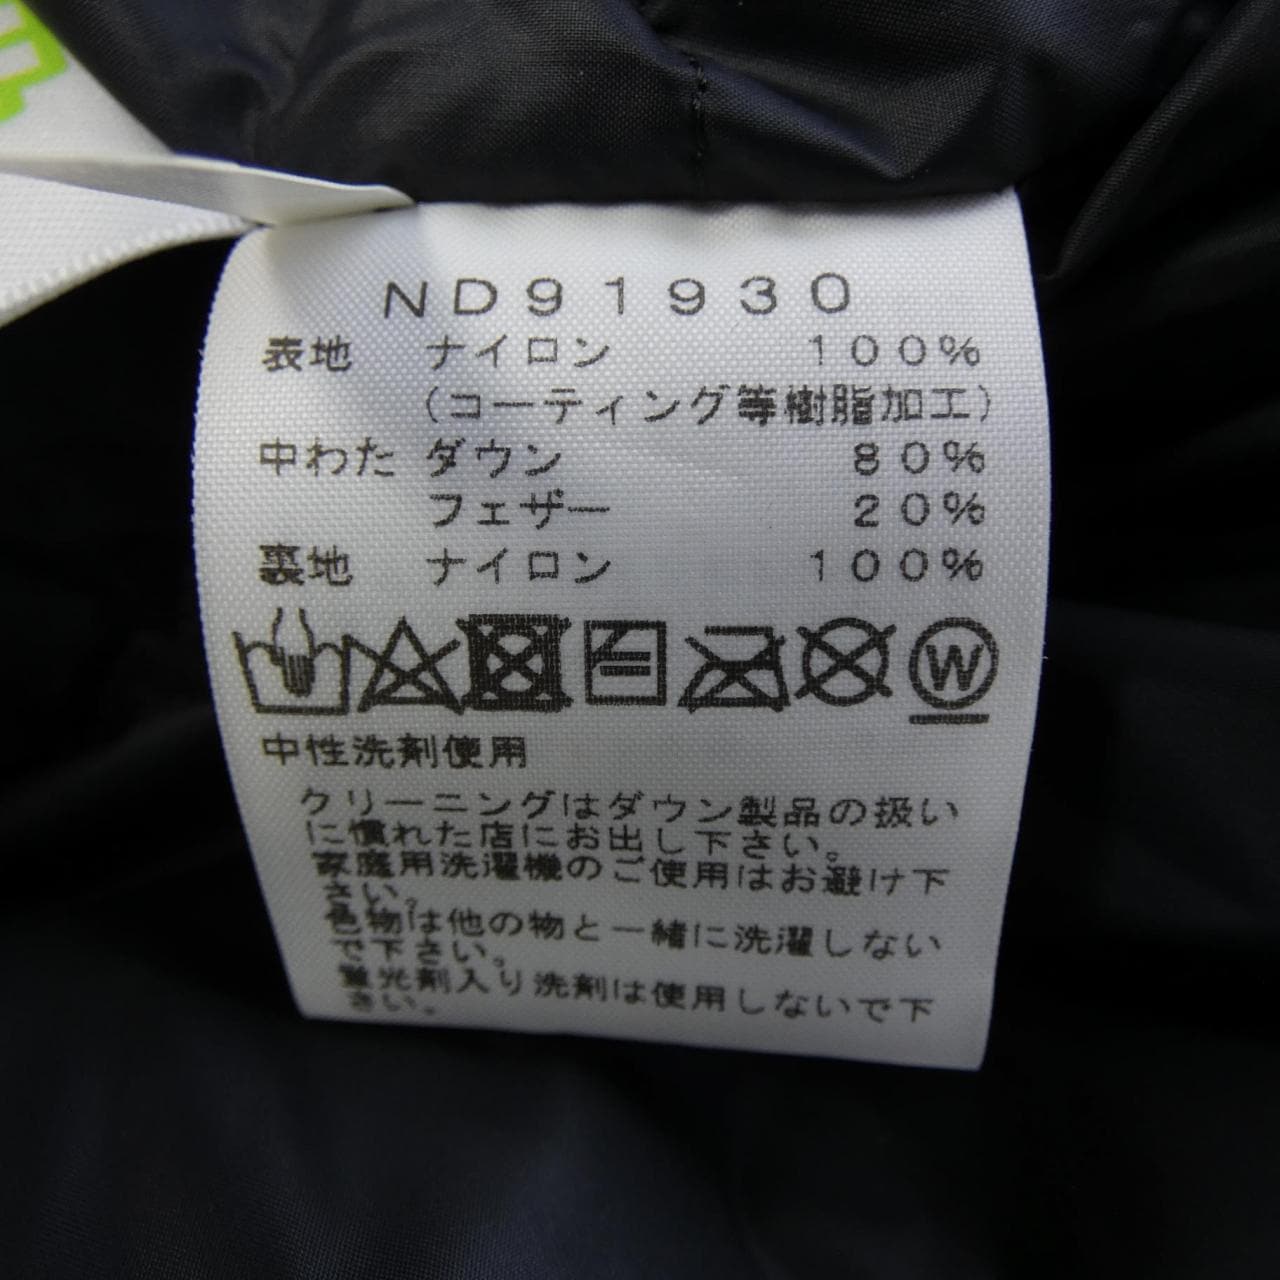 ND91930
表地 ナイロン 100%
(コーティング等樹脂加工)
中わた ダウン 80%
フェザー 20%
裏地 ナイロン 100%
W
中性洗剤使用
クリーニングはダウン製品の扱い
に慣れた店にお出し下さい。
家庭用洗濯機のご使用はお避け下
さい。
色物は他の物と一緒に洗濯しない
で下さい。
蛍光剤入り洗剤は使用しないで下
さい。